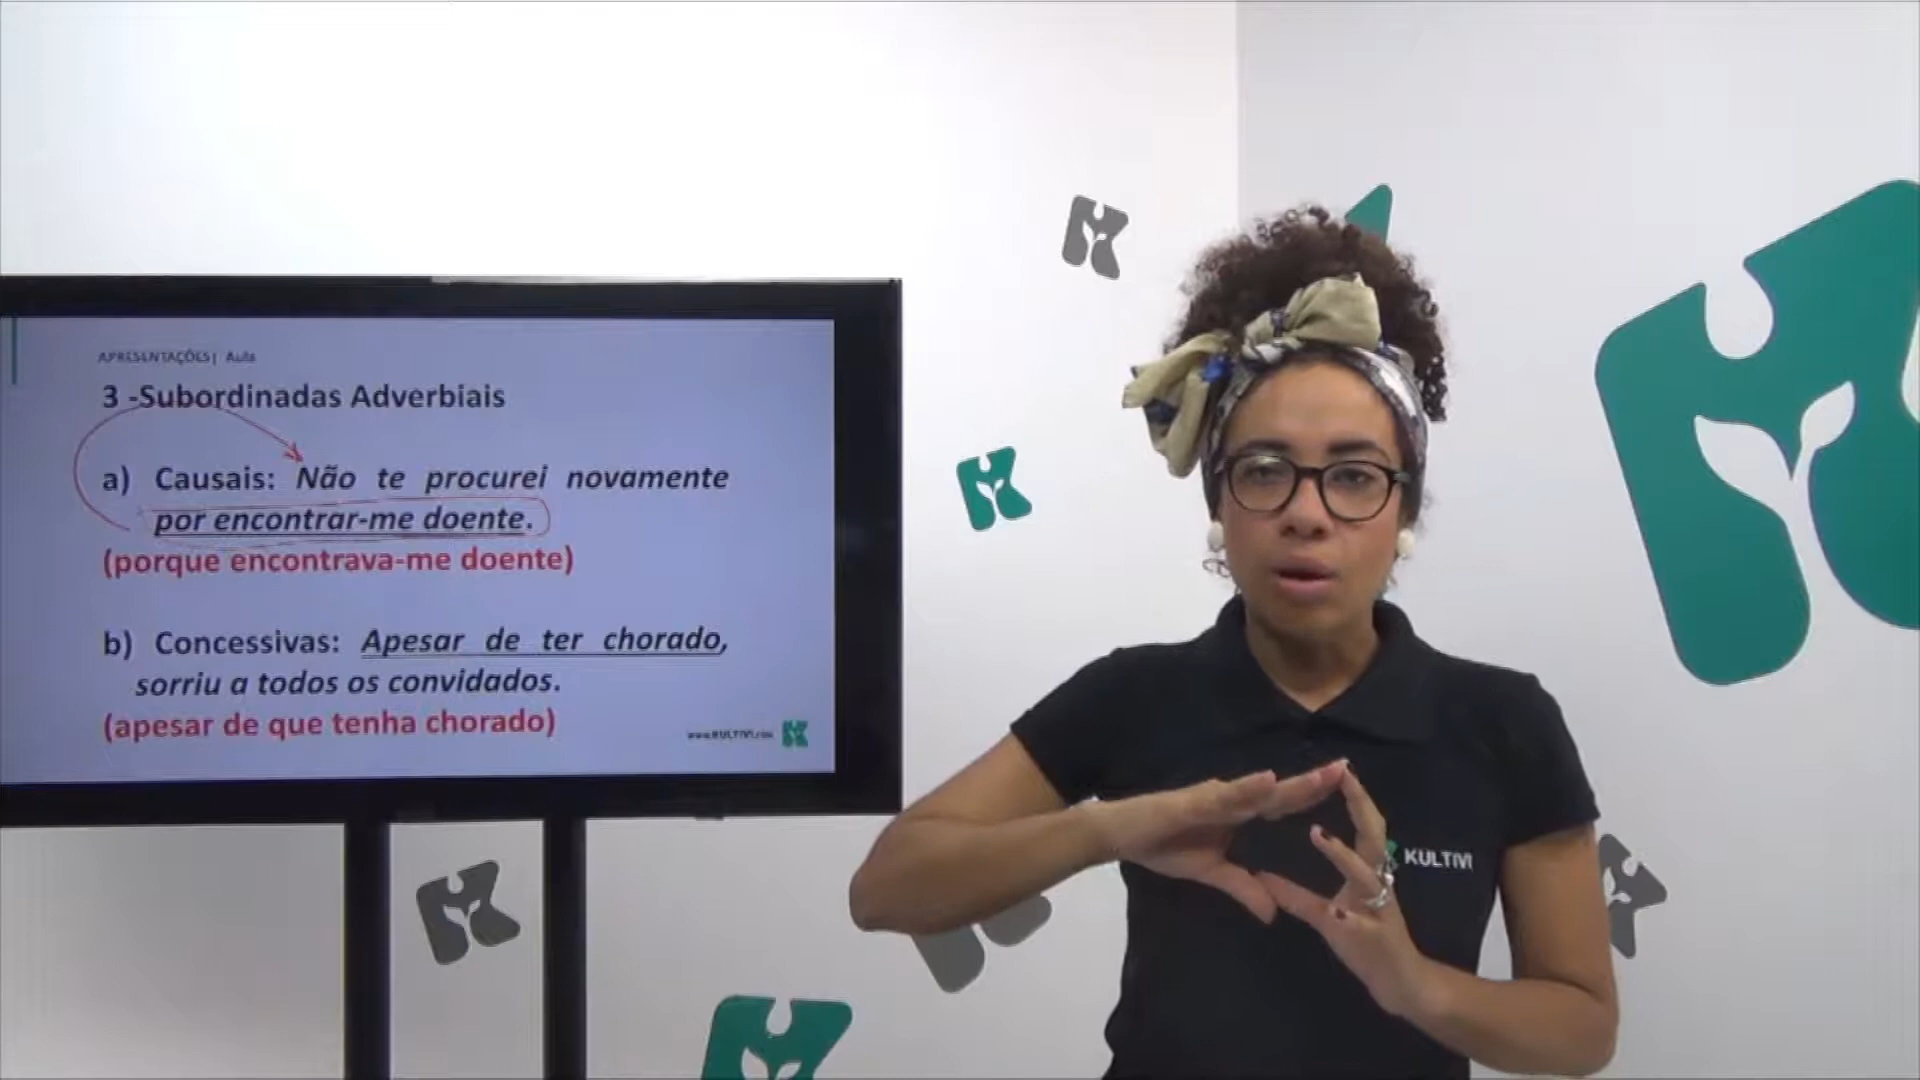 APRESENTAÇÕES| Aula
3 -Subordinadas Adverbiais
a) Causais: Não te procurei novamente
por encontrar-me doente.
(porque encontrava-me doente)
b) Concessivas: Apesar de ter chorado,
sorriu a todos os convidados.
(apesar de que tenha chorado)
www.KULTIVI.com
KULTIVI